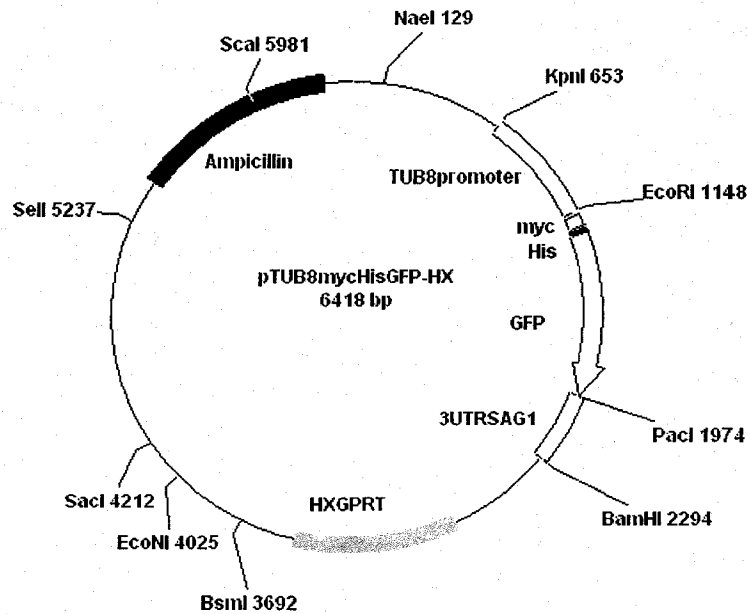 ScaI 5981
NaeI 129
KpnI 653
Ampicillin
TUB8promoter
EcoRI 1148
SelI 5237
myc
His
pTUB8mycHisGFP-HX
6418 bp
GFP
3UTRSAG1
PacI 1974
SacI 4212
HXGPRT
BamHI 2294
EcoNI 4025
BsmI 3692